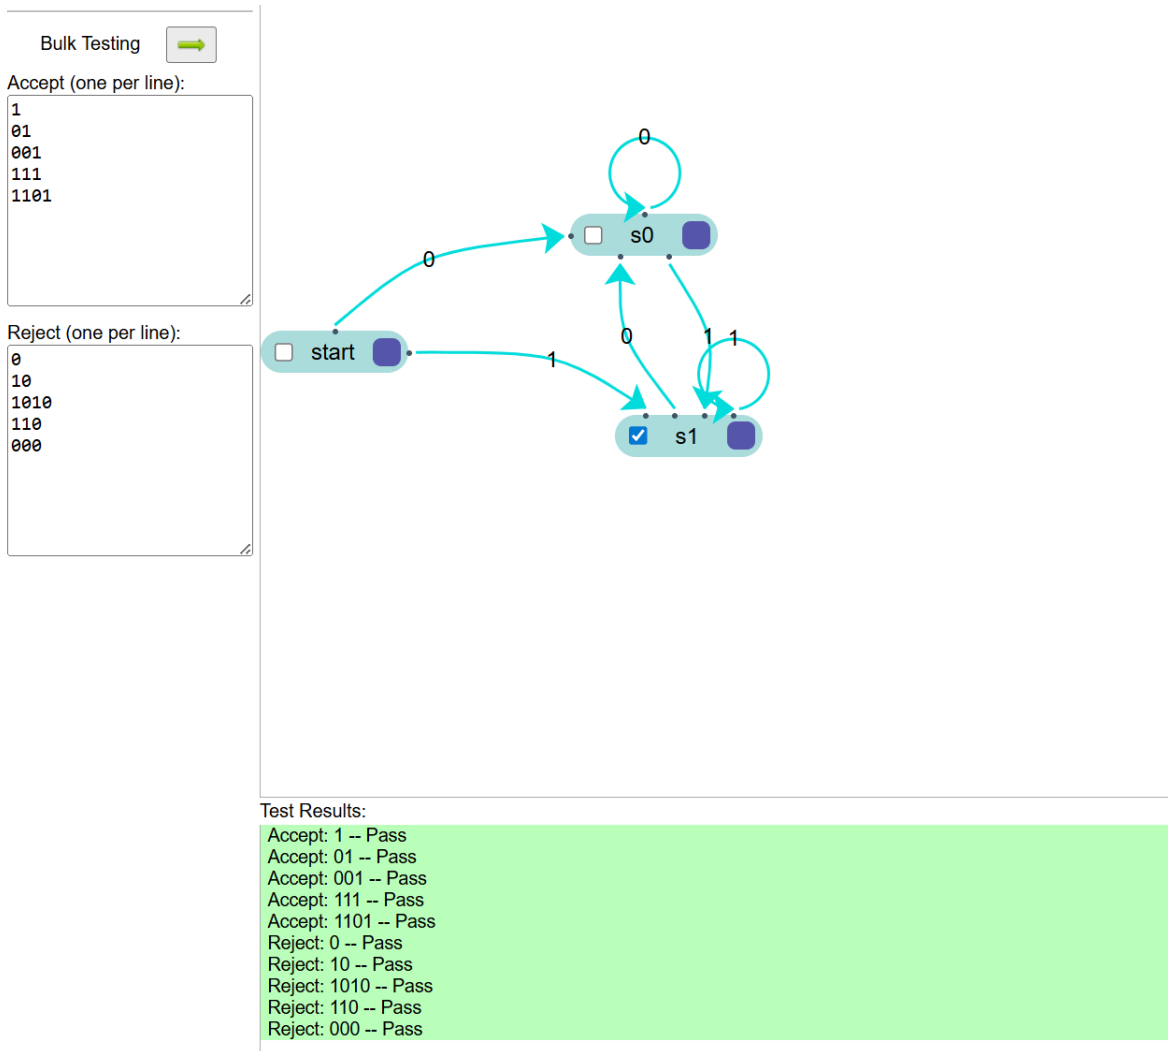 Bulk Testing
Accept (one per line):
1
01
001
111
1101
Reject (one per line):
0
10
1010
110
000
0
s0
0
start
1
0
1
1
s1
Test Results:
Accept: 1 -- Pass
Accept: 01 -- Pass
Accept: 001 -- Pass
Accept: 111 -- Pass
Accept: 1101 -- Pass
Reject: 0 -- Pass
Reject: 10 -- Pass
Reject: 1010 -- Pass
Reject: 110 -- Pass
Reject: 000 -- Pass